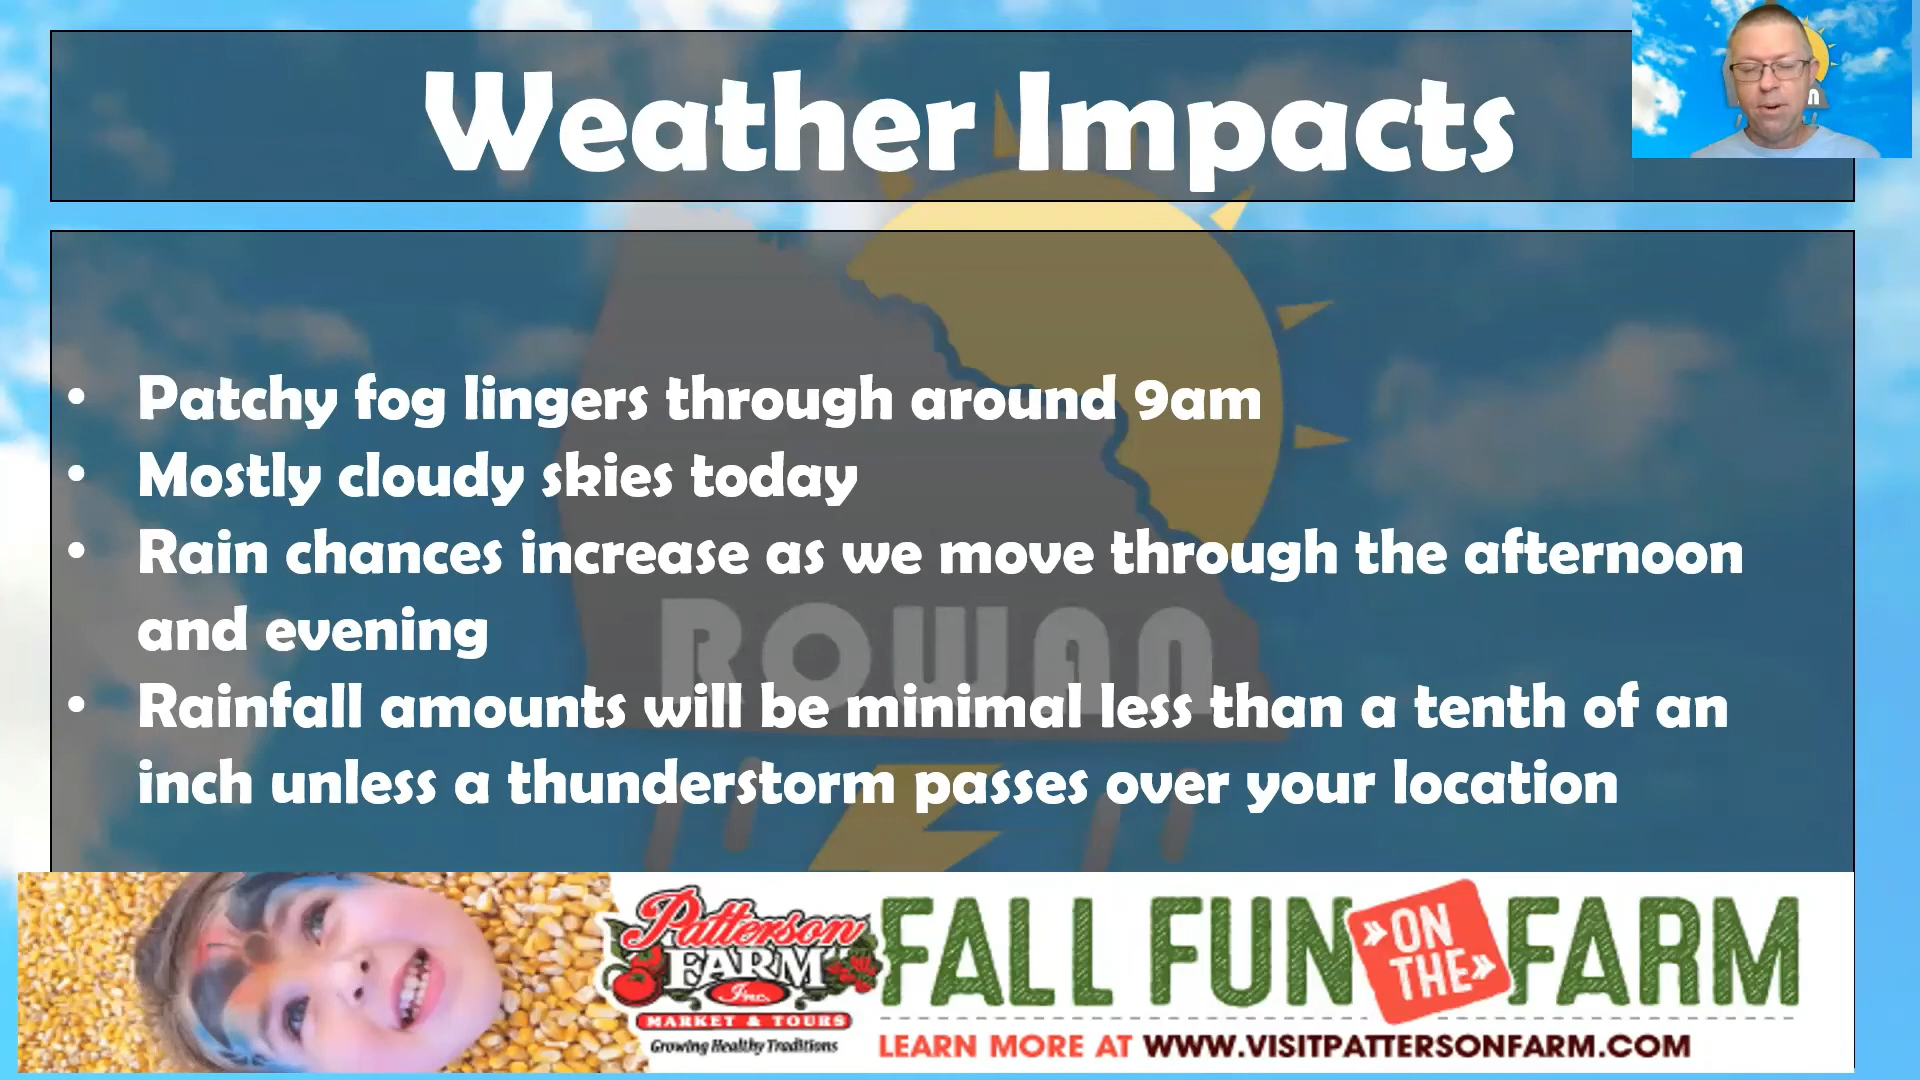 Weather Impacts
n
• Patchy fog lingers through around 9am
• Mostly cloudy skies today
• Rain chances increase as we move through the afternoon
and evening
ROWAN
• Rainfall amounts will be minimal less than a tenth of an
inch unless a thunderstorm passes over your location
Patterson
FARM
Inc.
MARKET & TOURS
Growing Healthy Traditions
FALL FUN »ON THE» FARM
LEARN MORE AT WWW.VISITPATTERSONFARM.COM